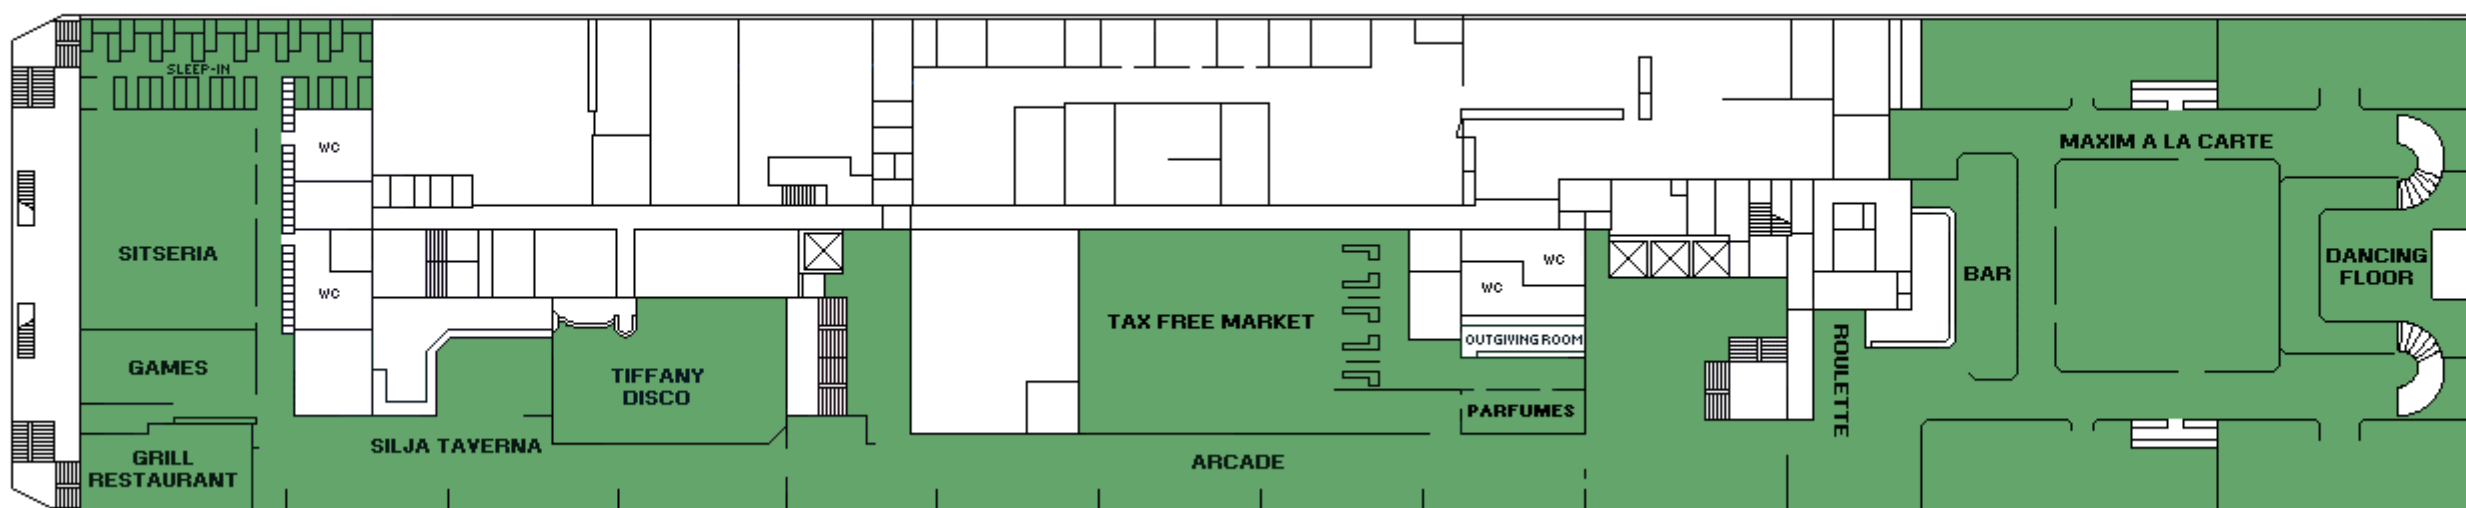 SLEEP-IN
WC
MAXIM A LA CARTE
SITSERIA
WC
WC
WC
BAR
DANCING
FLOOR
TAX FREE MARKET
OUTGIVING ROOM
ROULETTE
GAMES
TIFFANY
DISCO
PARFUMES
SILJA TAVERNA
GRILL
RESTAURANT
ARCADE